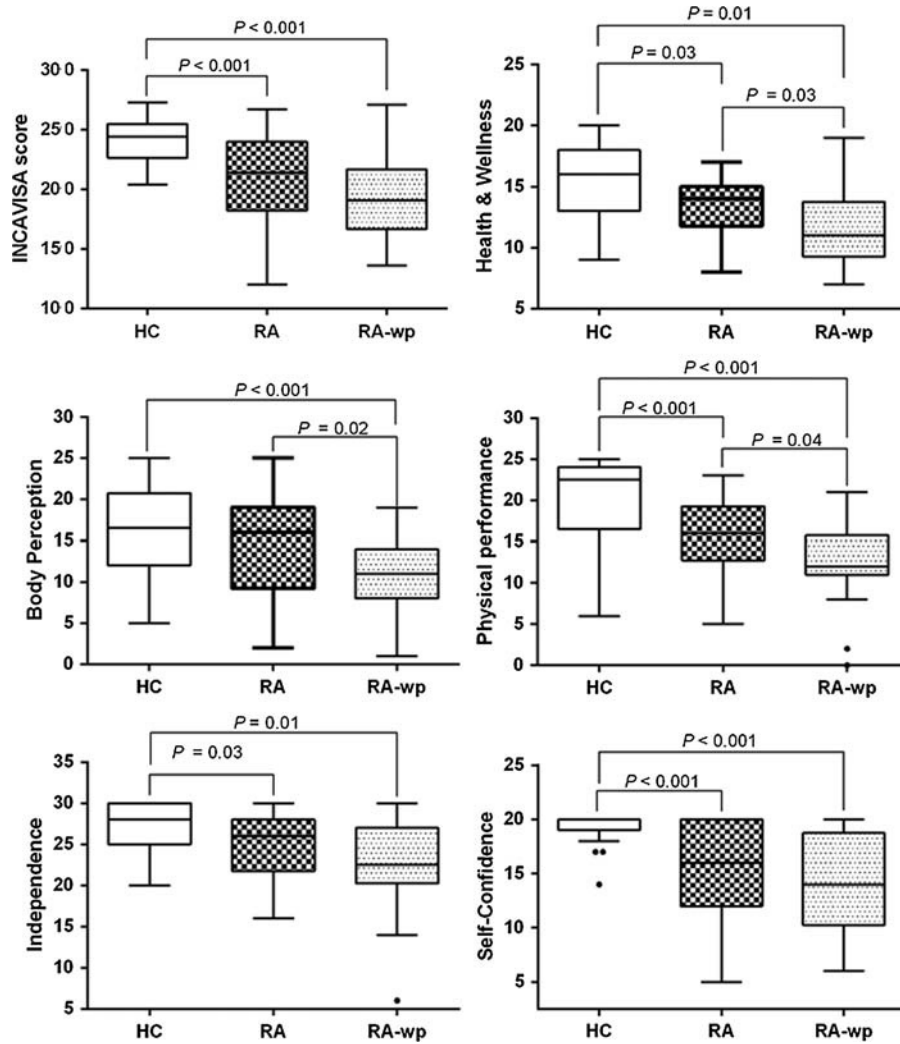 P < 0.001
P < 0.001
INCAVISA score
30·0
25·0
20·0
15·0
10·0
HC RA RA-wp
P = 0.01
P = 0.03
P = 0.03
Health & Wellness
25
20
15
10
5
HC RA RA-wp
P < 0.001
P = 0.02
Body Perception
30
25
20
15
10
5
0
HC RA RA-wp
P < 0.001
P < 0.001
P = 0.04
Physical performance
30
25
20
15
10
5
0
HC RA RA-wp
P = 0.01
P = 0.03
Independence
35
30
25
20
15
10
5
HC RA RA-wp
P < 0.001
P < 0.001
Self-Confidence
25
20
15
10
5
HC RA RA-wp